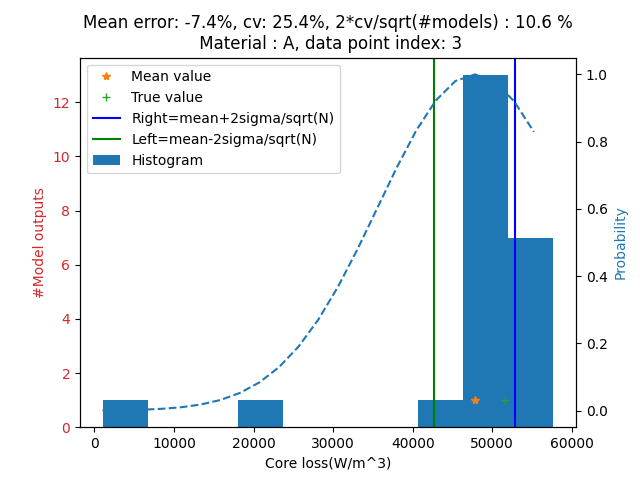 Mean error: -7.4%, cv: 25.4%, 2*cv/sqrt(#models) : 10.6 %
Material : A, data point index: 3
Mean value
True value
Right=mean+2sigma/sqrt(N)
Left=mean-2sigma/sqrt(N)
Histogram
#Model outputs
12
10
8
6
4
2
0
1.0
0.8
0.6
0.4
0.2
0.0
Probability
0 10000 20000 30000 40000 50000 60000
Core loss(W/m^3)